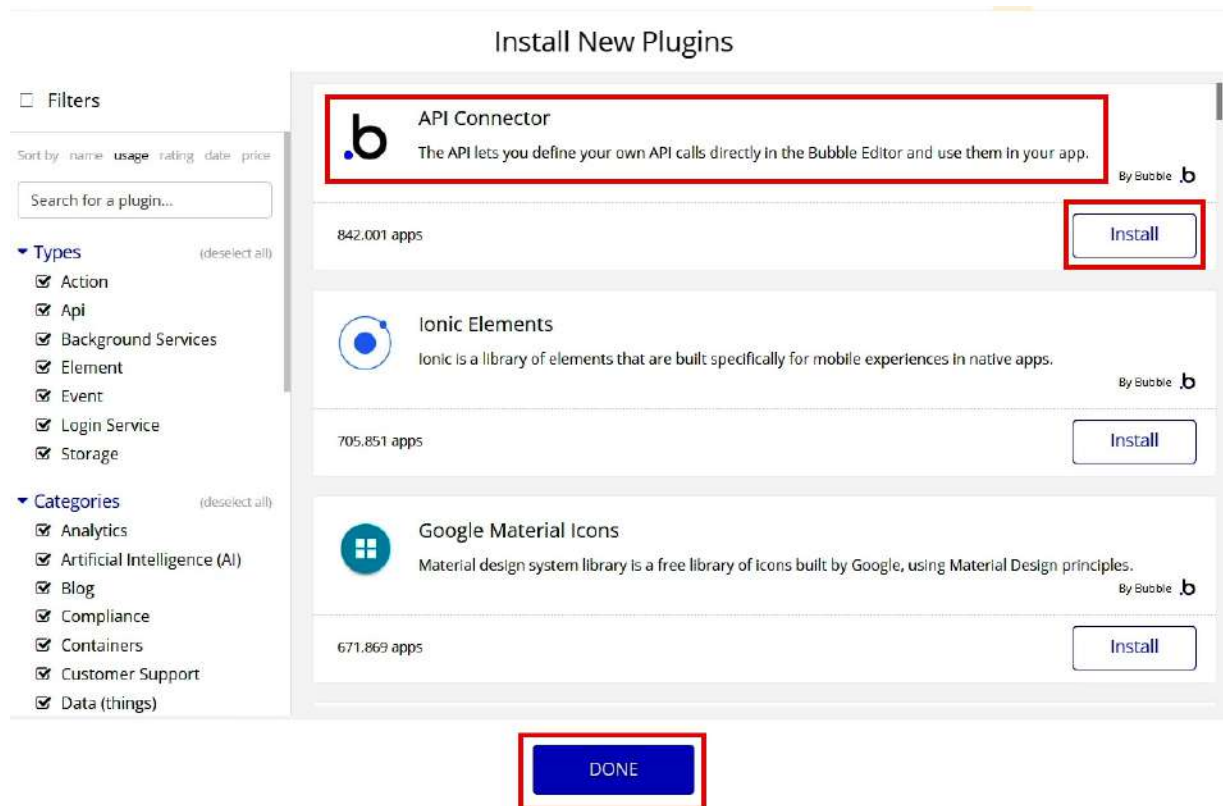 Install New Plugins
Filters
Sort by name usage rating date price
Search for a plugin...
Types (deselect all)
Action
Api
Background Services
Element
Event
Login Service
Storage
Categories (deselect all)
Analytics
Artificial Intelligence (AI)
Blog
Compliance
Containers
Customer Support
Data (things)
.b API Connector
The API lets you define your own API calls directly in the Bubble Editor and use them in your app.
By Bubble .b
842.001 apps Install
Ionic Elements
Ionic is a library of elements that are built specifically for mobile experiences in native apps.
By Bubble .b
705.851 apps Install
Google Material Icons
Material design system library is a free library of icons built by Google, using Material Design principles.
By Bubble .b
671.869 apps Install
DONE